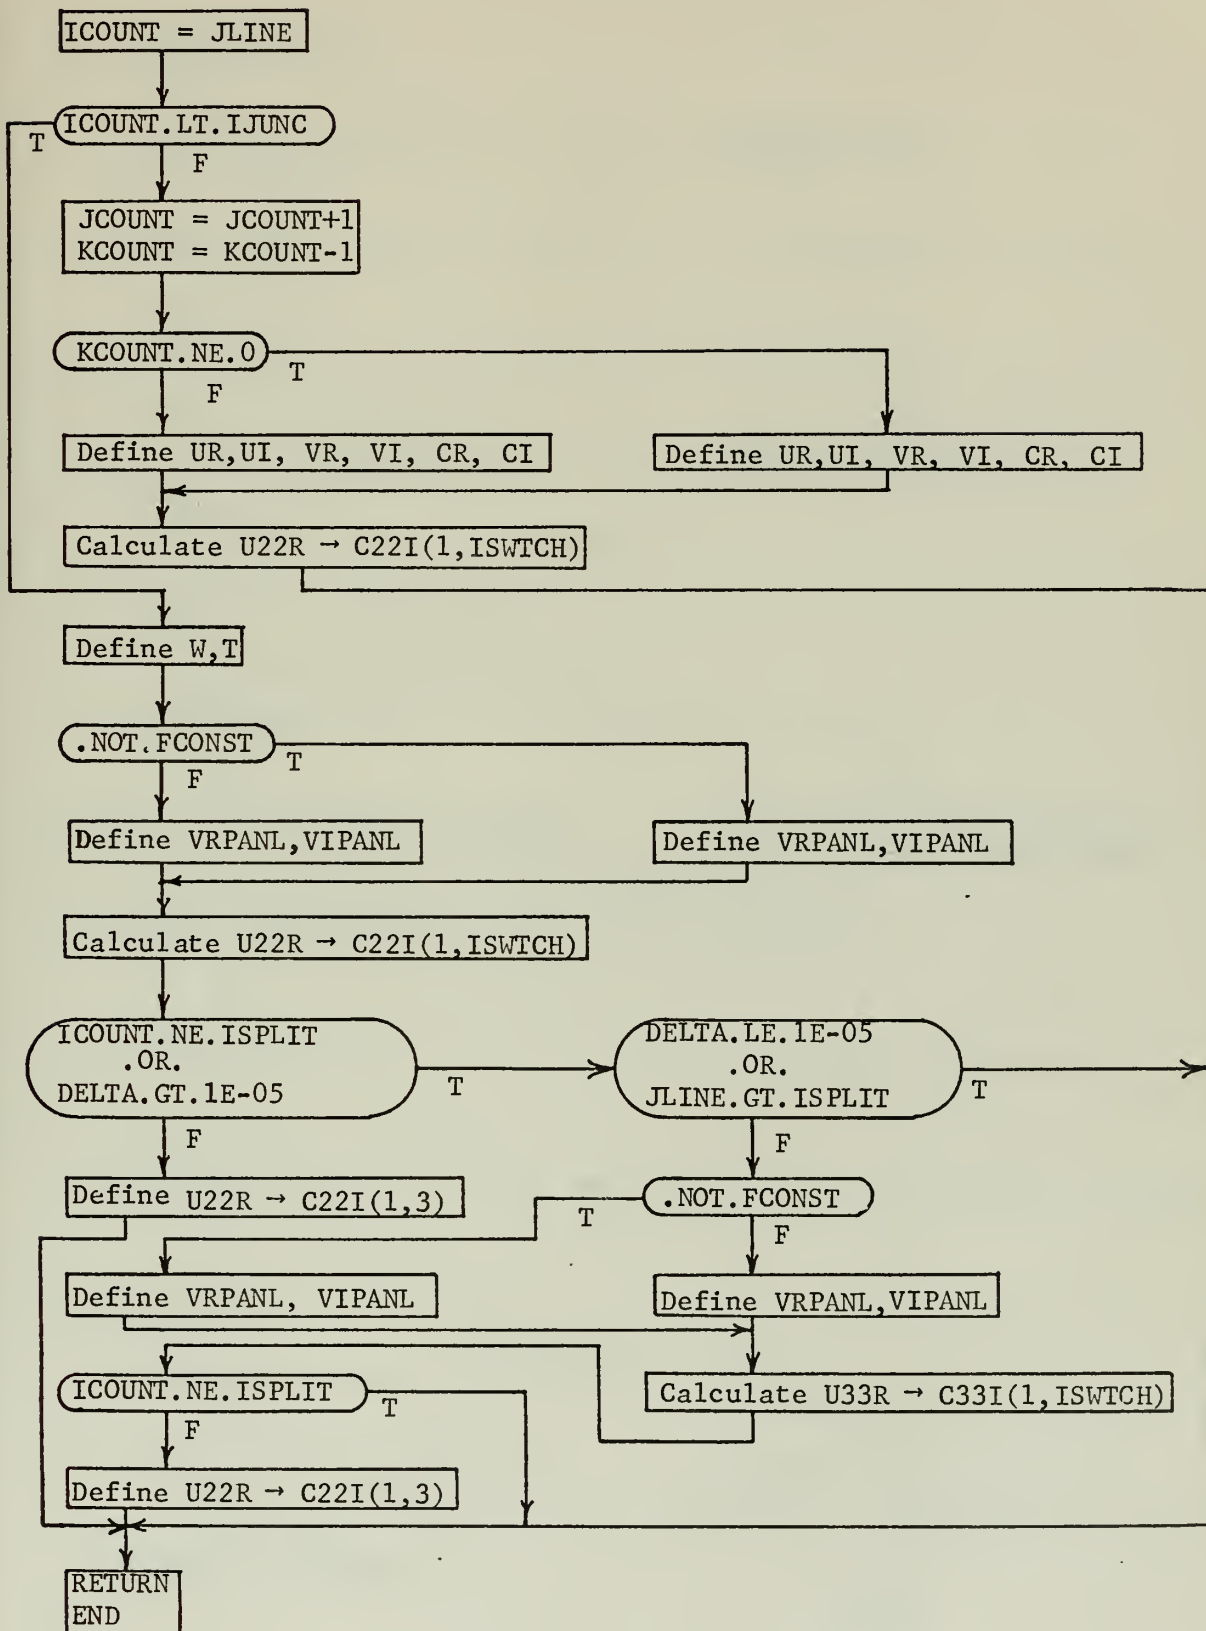 ICOUNT = JLINE
ICOUNT.LT.IJUNC
T
F
JCOUNT = JCOUNT+1
KCOUNT = KCOUNT-1
KCOUNT.NE.0
T
F
Define UR,UI, VR, VI, CR, CI
Define UR,UI, VR, VI, CR, CI
Calculate U22R → C22I(1,ISWTCH)
Define W,T
.NOT.FCONST
T
F
Define VRPANL,VIPANL
Define VRPANL,VIPANL
Calculate U22R → C22I(1,ISWTCH)
ICOUNT.NE.ISPLIT
.OR.
DELTA.GT.1E-05
T
DELTA.LE.1E-05
.OR.
JLINE.GT.ISPLIT
T
F
F
Define U22R → C22I(1,3)
.NOT.FCONST
T
F
Define VRPANL, VIPANL
Define VRPANL,VIPANL
ICOUNT.NE.ISPLIT
T
Calculate U33R → C33I(1,ISWTCH)
F
Define U22R → C22I(1,3)
RETURN
END